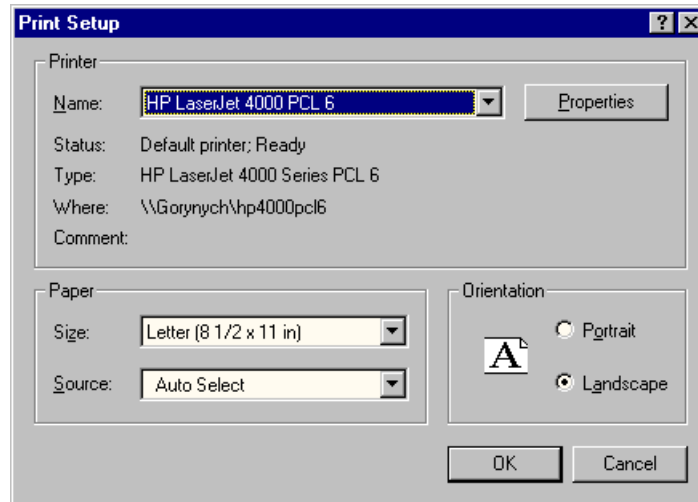 Print Setup
Printer
Name: HP LaserJet 4000 PCL 6 Properties
Status: Default printer; Ready
Type: HP LaserJet 4000 Series PCL 6
Where: \\Gorynych\hp4000pcl6
Comment:
Paper
Size: Letter (8 1/2 x 11 in)
Source: Auto Select
Orientation
A
Portrait
Landscape
OK Cancel